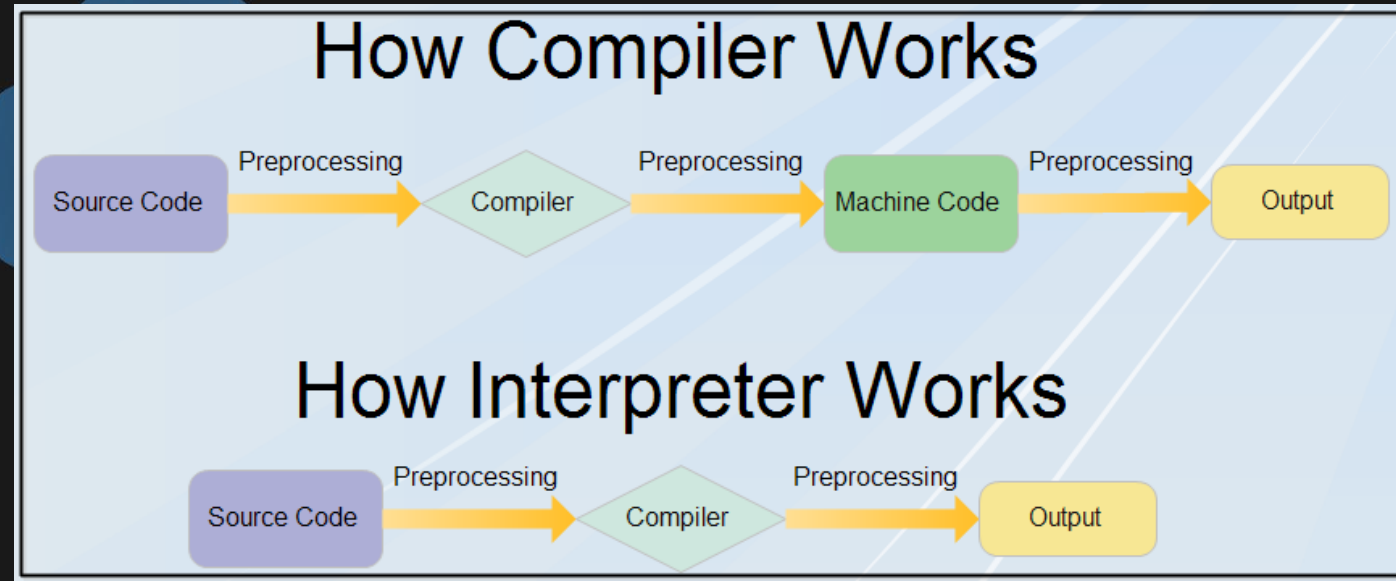 How Compiler Works
Preprocessing
Preprocessing
Preprocessing
Source Code
Compiler
Machine Code
Output
How Interpreter Works
Preprocessing
Preprocessing
Source Code
Compiler
Output